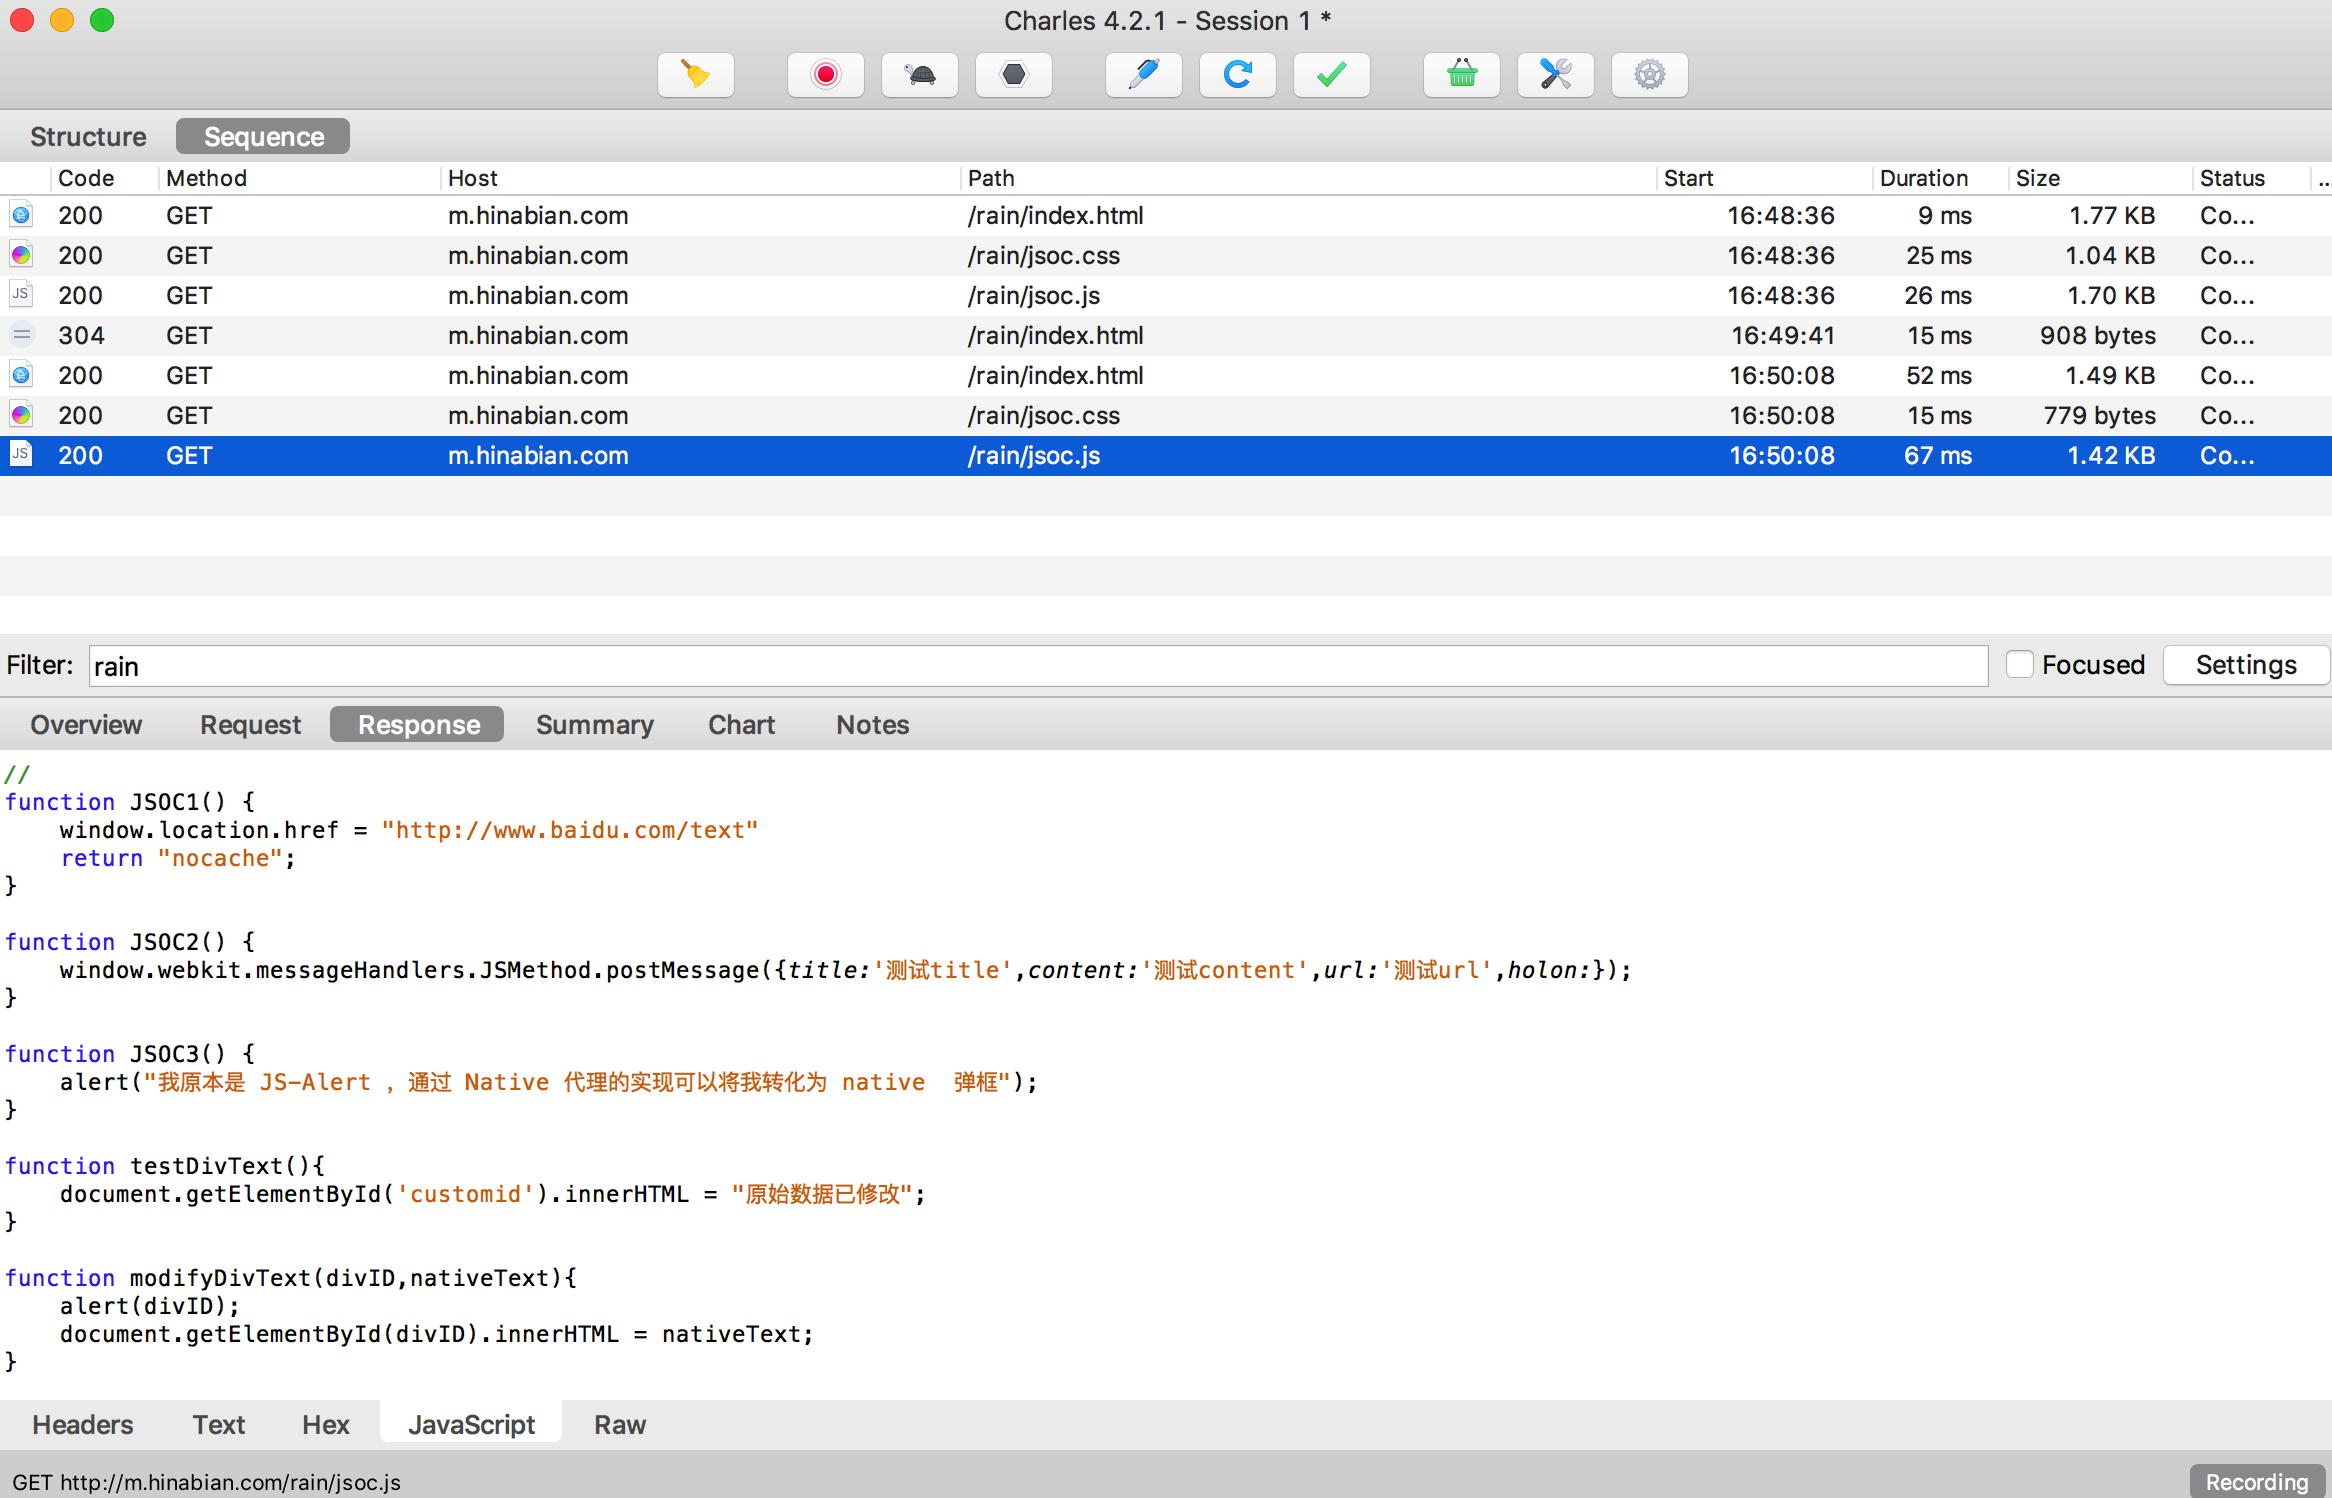 Charles 4.2.1 - Session 1 *
Structure Sequence
Code Method Host Path Start Duration Size Status ...
200 GET m.hinabian.com /rain/index.html 16:48:36 9 ms 1.77 KB Co...
200 GET m.hinabian.com /rain/jsoc.css 16:48:36 25 ms 1.04 KB Co...
JS 200 GET m.hinabian.com /rain/jsoc.js 16:48:36 26 ms 1.70 KB Co...
304 GET m.hinabian.com /rain/index.html 16:49:41 15 ms 908 bytes Co...
200 GET m.hinabian.com /rain/index.html 16:50:08 52 ms 1.49 KB Co...
200 GET m.hinabian.com /rain/jsoc.css 16:50:08 15 ms 779 bytes Co...
JS 200 GET m.hinabian.com /rain/jsoc.js 16:50:08 67 ms 1.42 KB Co...
Filter: rain Focused Settings
Overview Request Response Summary Chart Notes
//
function JSOC1() {
    window.location.href = "http://www.baidu.com/text"
    return "nocache";
}
function JSOC2() {
    window.webkit.messageHandlers.JSMethod.postMessage({title:'测试title',content:'测试content',url:'测试url',holon:});
}
function JSOC3() {
    alert("我原本是 JS-Alert ，通过 Native 代理的实现可以将我转化为 native  弹框");
}
function testDivText(){
    document.getElementById('customid').innerHTML = "原始数据已修改";
}
function modifyDivText(divID,nativeText){
    alert(divID);
    document.getElementById(divID).innerHTML = nativeText;
}
Headers Text Hex JavaScript Raw
GET http://m.hinabian.com/rain/jsoc.js Recording